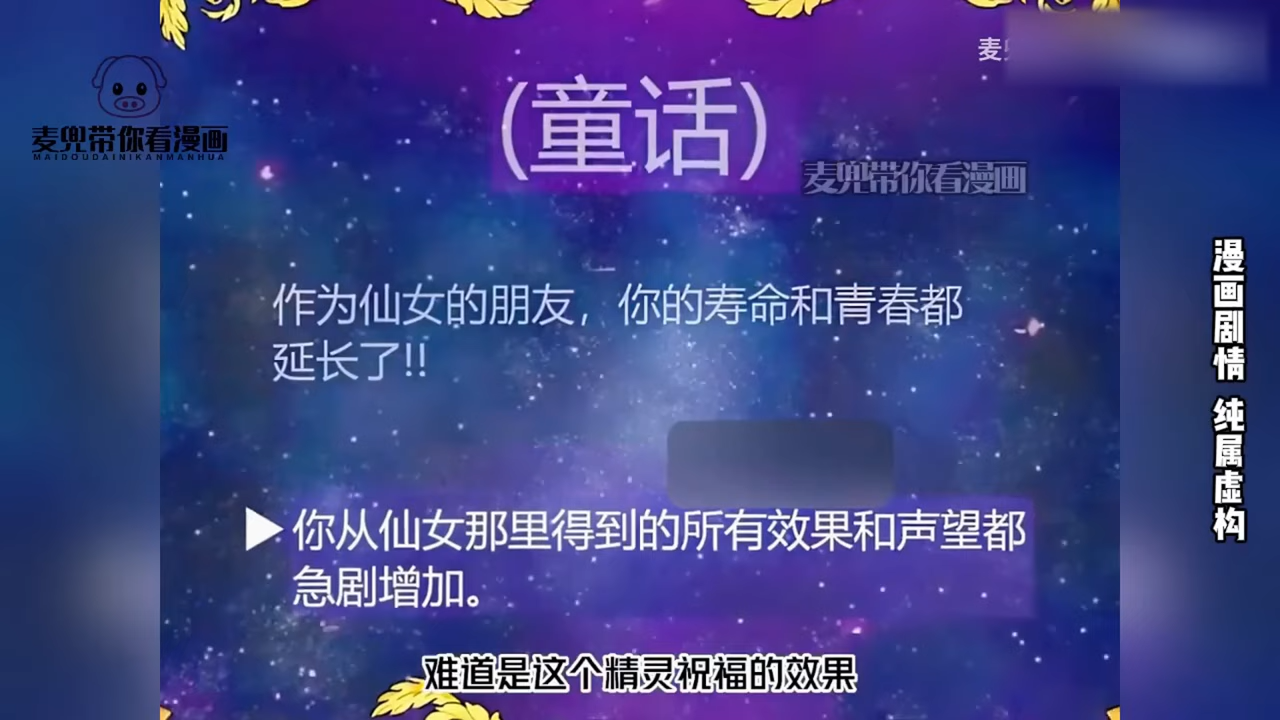 麦
麦兜带你看漫画
MAIDOUDAINIKANMANHUA
(童话)
麦兜带你看漫画
作为仙女的朋友，你的寿命和青春都
延长了!!
▶你从仙女那里得到的所有效果和声望都
急剧增加。
难道是这个精灵祝福的效果
漫画剧情 纯属虚构